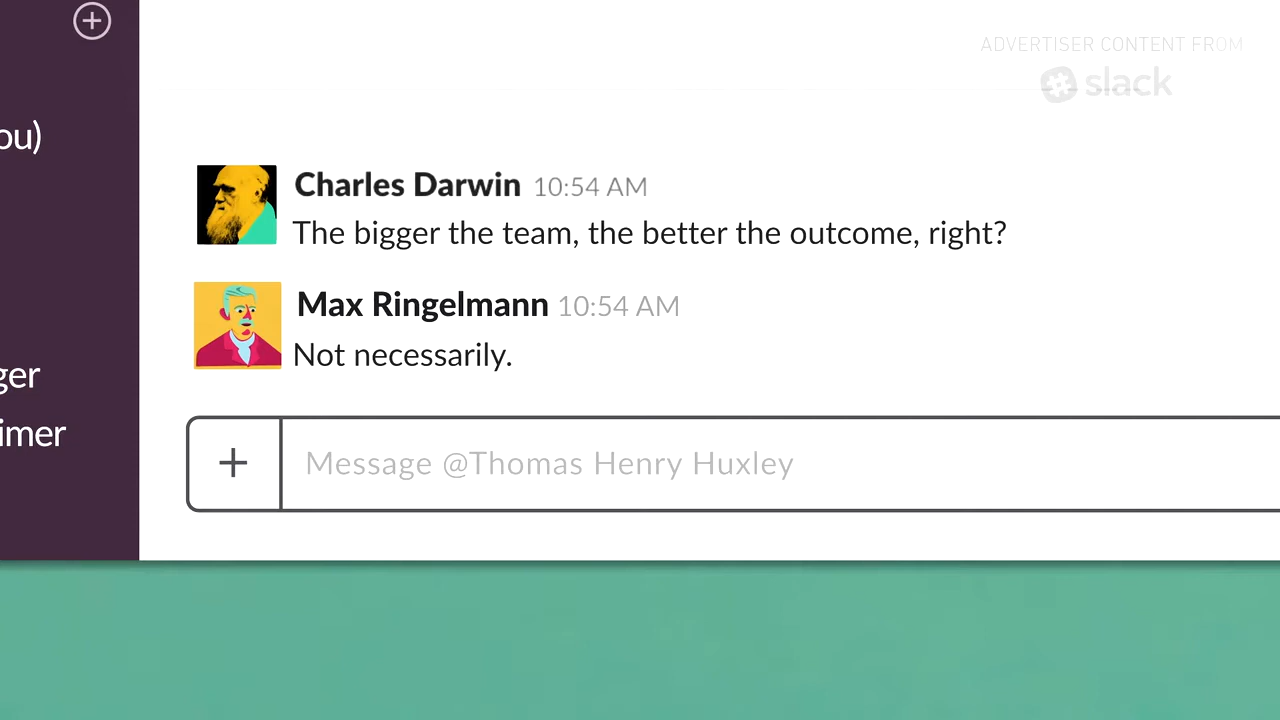 ADVERTISER CONTENT FROM
slack
ou)
Charles Darwin 10:54 AM
The bigger the team, the better the outcome, right?
Max Ringelmann 10:54 AM
Not necessarily.
ger
imer
Message @Thomas Henry Huxley